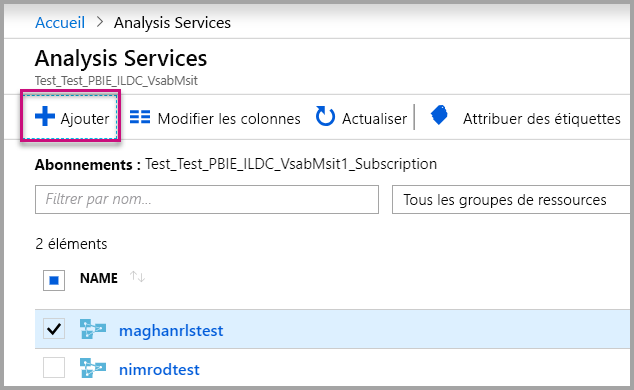 Accueil > Analysis Services
Analysis Services
Test_Test_PBIE_ILDC_VsabMsit
Ajouter Modifier les colonnes Actualiser Attribuer des étiquettes
Abonnements : Test_Test_PBIE_ILDC_VsabMsit1_Subscription
Filtrer par nom... Tous les groupes de ressources
2 éléments
NAME
maghanrlstest
nimrodtest